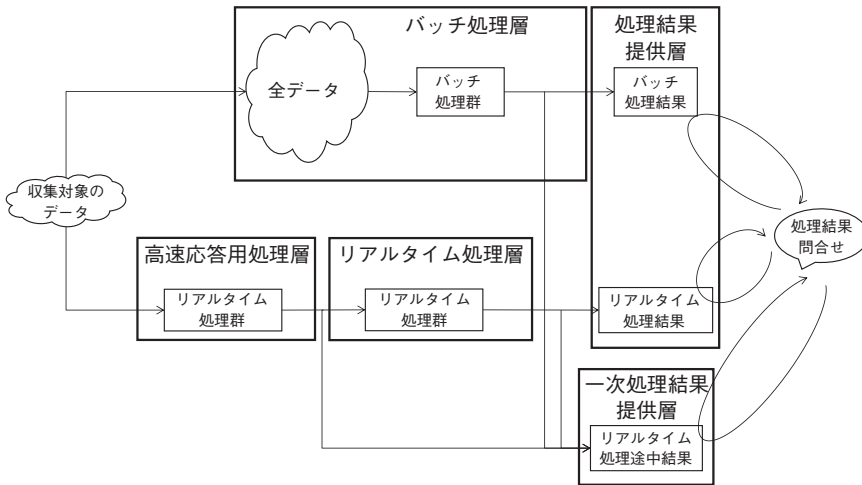 バッチ処理層
全データ
バッチ
処理群
処理結果
提供層
バッチ
処理結果
収集対象の
データ
処理結果
問合せ
高速応答用処理層
リアルタイム
処理群
リアルタイム処理層
リアルタイム
処理群
リアルタイム
処理結果
一次処理結果
提供層
リアルタイム
処理途中結果